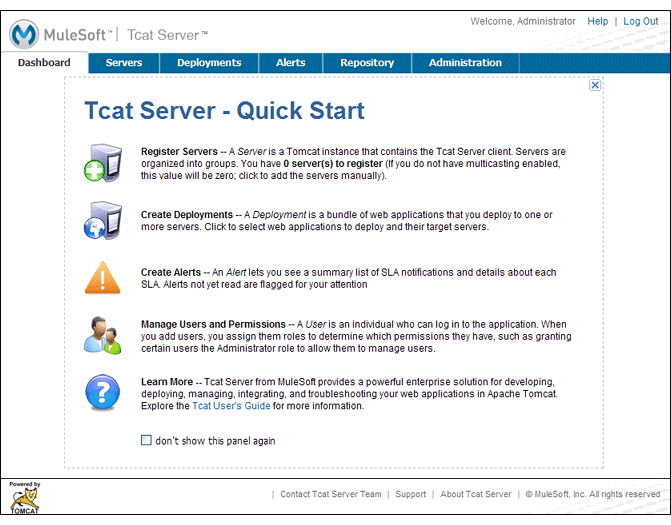 Welcome, Administrator Help | Log Out
MuleSoft™ | Tcat Server™
Dashboard Servers Deployments Alerts Repository Administration
Tcat Server - Quick Start
Register Servers -- A Server is a Tomcat instance that contains the Tcat Server client. Servers are
organized into groups. You have 0 server(s) to register (If you do not have multicasting enabled,
this value will be zero; click to add the servers manually).
Create Deployments -- A Deployment is a bundle of web applications that you deploy to one or
more servers. Click to select web applications to deploy and their target servers.
Create Alerts -- An Alert lets you see a summary list of SLA notifications and details about each
SLA. Alerts not yet read are flagged for your attention
Manage Users and Permissions -- A User is an individual who can log in to the application. When
you add users, you assign them roles to determine which permissions they have, such as granting
certain users the Administrator role to allow them to manage users.
Learn More -- Tcat Server from MuleSoft provides a powerful enterprise solution for developing,
deploying, managing, integrating, and troubleshooting your web applications in Apache Tomcat.
Explore the Tcat User's Guide for more information.
don't show this panel again
Powered by
TOMCAT
| Contact Tcat Server Team | Support | About Tcat Server | © MuleSoft, Inc. All rights reserved